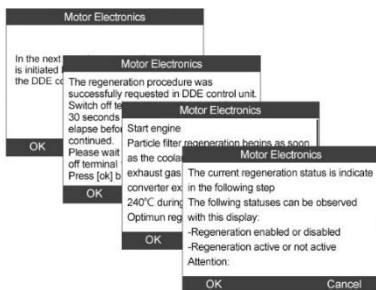 Motor Electronics
In the next
is initiated
the DDE co
OK
Motor Electronics
The regeneration procedure was
successfully requested in DDE control unit.
Switch off te
30 seconds
elapse befor
continued.
Please wait
off terminal
Press [ok] b
OK
Motor Electronics
Start engine
Particle filter regeneration begins as soon
as the coola
exhaust gas
converter ex
240℃ during
Optimun reg
OK
Motor Electronics
The current regeneration status is indicate
in the following step
The follwing statuses can be observed
with this display:
-Regeneration enabled or disabled
-Regeneration active or not active
Attention:
OK Cancel